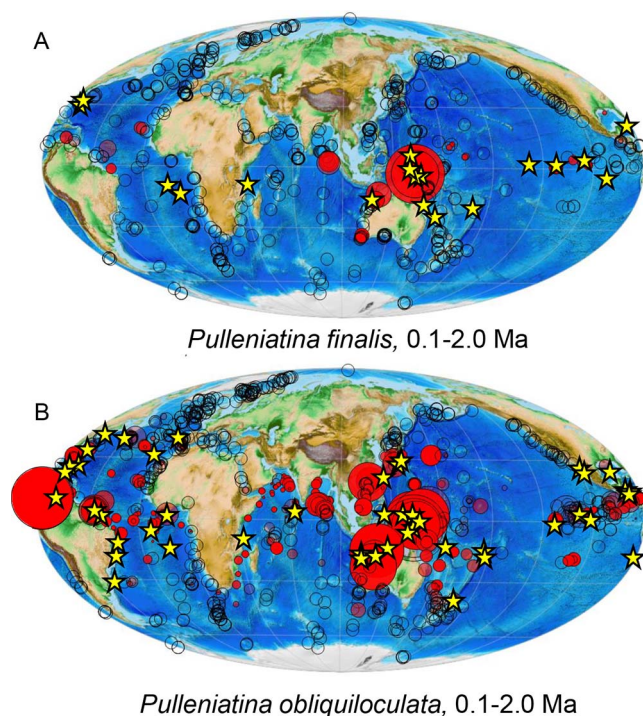 A
Pulleniatina finalis, 0.1-2.0 Ma
B
Pulleniatina obliquiloculata, 0.1-2.0 Ma